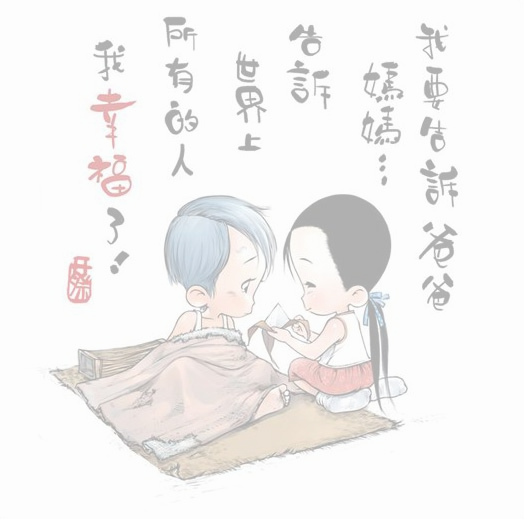 我要告訴爸爸
媽媽…
告訴
世界上
所有的人
我幸福了!